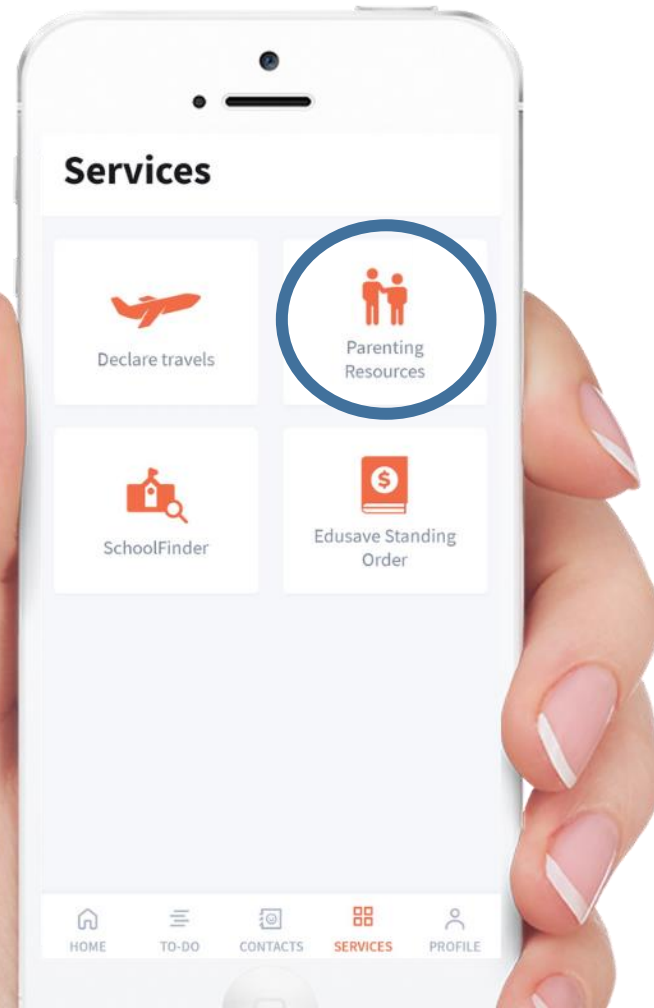 Services
Declare travels
Parenting
Resources
SchoolFinder
$
Edusave Standing
Order
HOME
TO-DO
CONTACTS
SERVICES
PROFILE